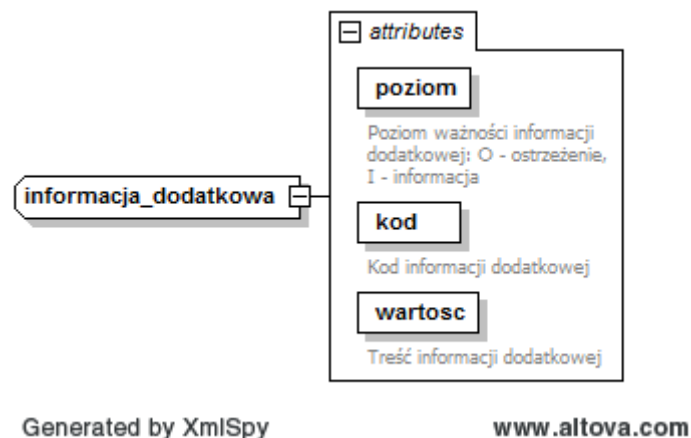 attributes
poziom
Poziom ważności informacji
dodatkowej: O - ostrzeżenie,
I - informacja
informacja_dodatkowa
kod
Kod informacji dodatkowej
wartosc
Treść informacji dodatkowej
Generated by XmlSpy www.altova.com